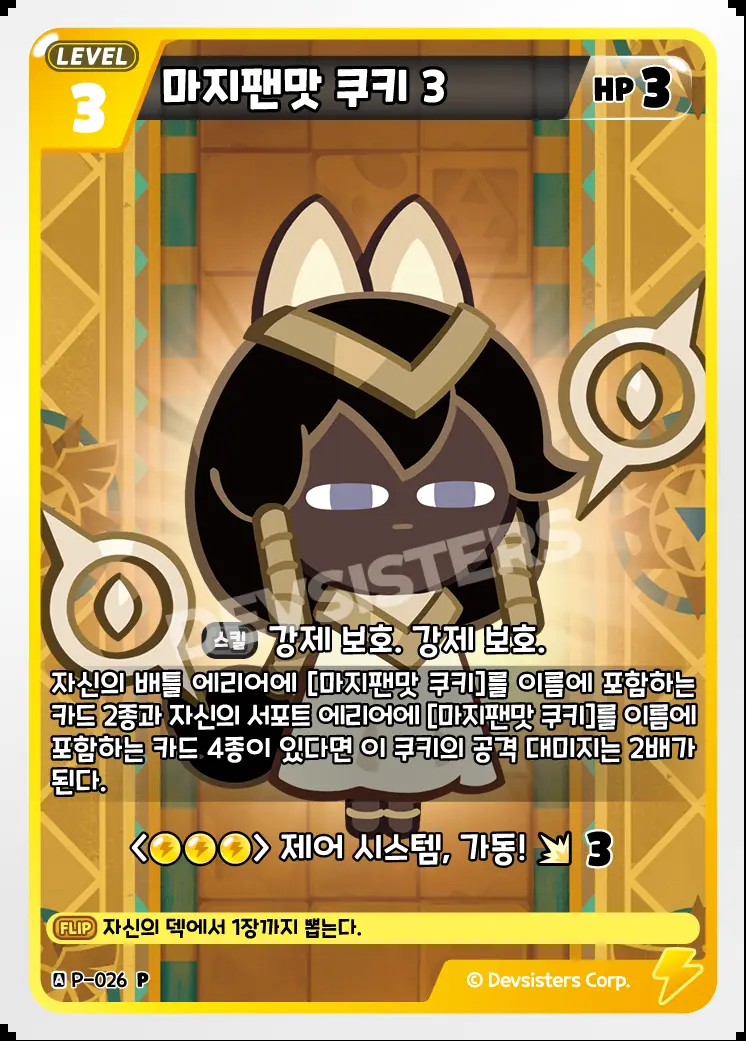 LEVEL
3
마지팬맛 쿠키 3
HP 3
DEVSISTERS
스킬 강제 보호. 강제 보호.
자신의 배틀 에리어에 [마지팬맛 쿠키]를 이름에 포함하는
카드 2종과 자신의 서포트 에리어에 [마지팬맛 쿠키]를 이름에
포함하는 카드 4종이 있다면 이 쿠키의 공격 대미지는 2배가
된다.
< > 제어 시스템, 가동! 3
FLIP 자신의 덱에서 1장까지 뽑는다.
A P-026 P
© Devsisters Corp.